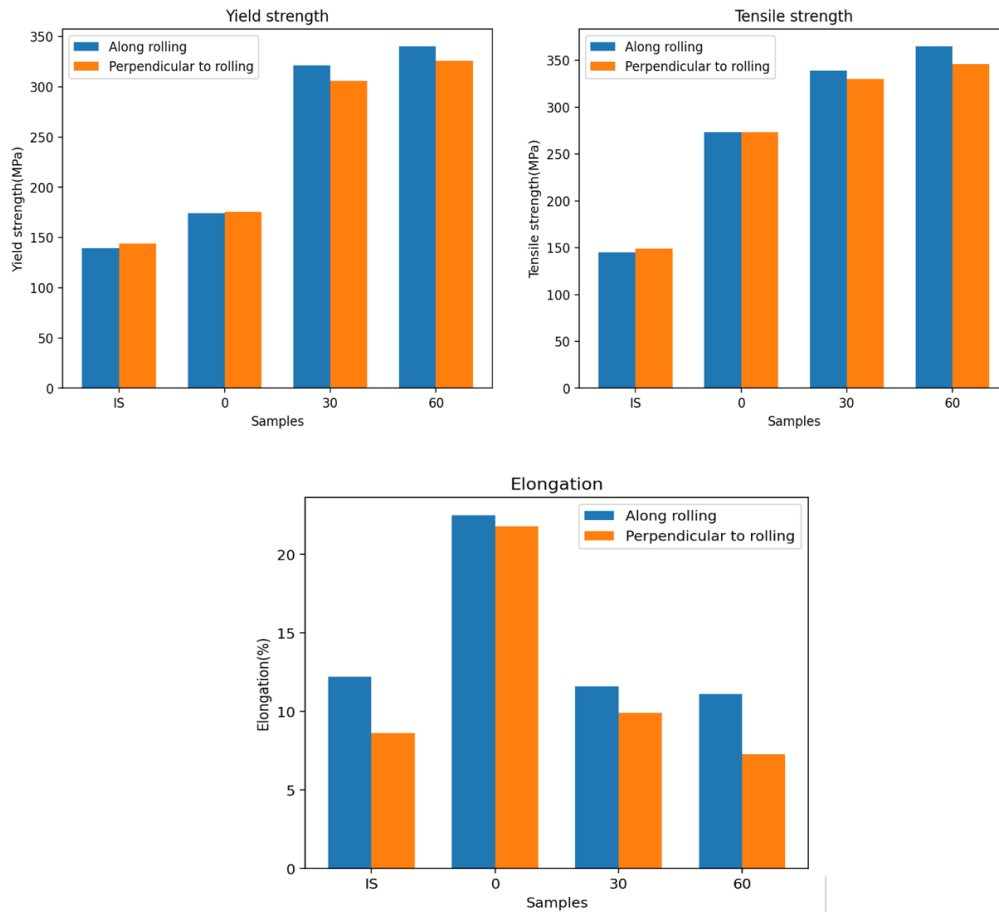 Yield strength
Along rolling
Perpendicular to rolling
Yield strength(MPa)
350
300
250
200
150
100
50
0
IS 0 30 60
Samples
Tensile strength
Along rolling
Perpendicular to rolling
Tensile strength(MPa)
350
300
250
200
150
100
50
0
IS 0 30 60
Samples
Elongation
Along rolling
Perpendicular to rolling
Elongation(%)
20
15
10
5
0
IS 0 30 60
Samples